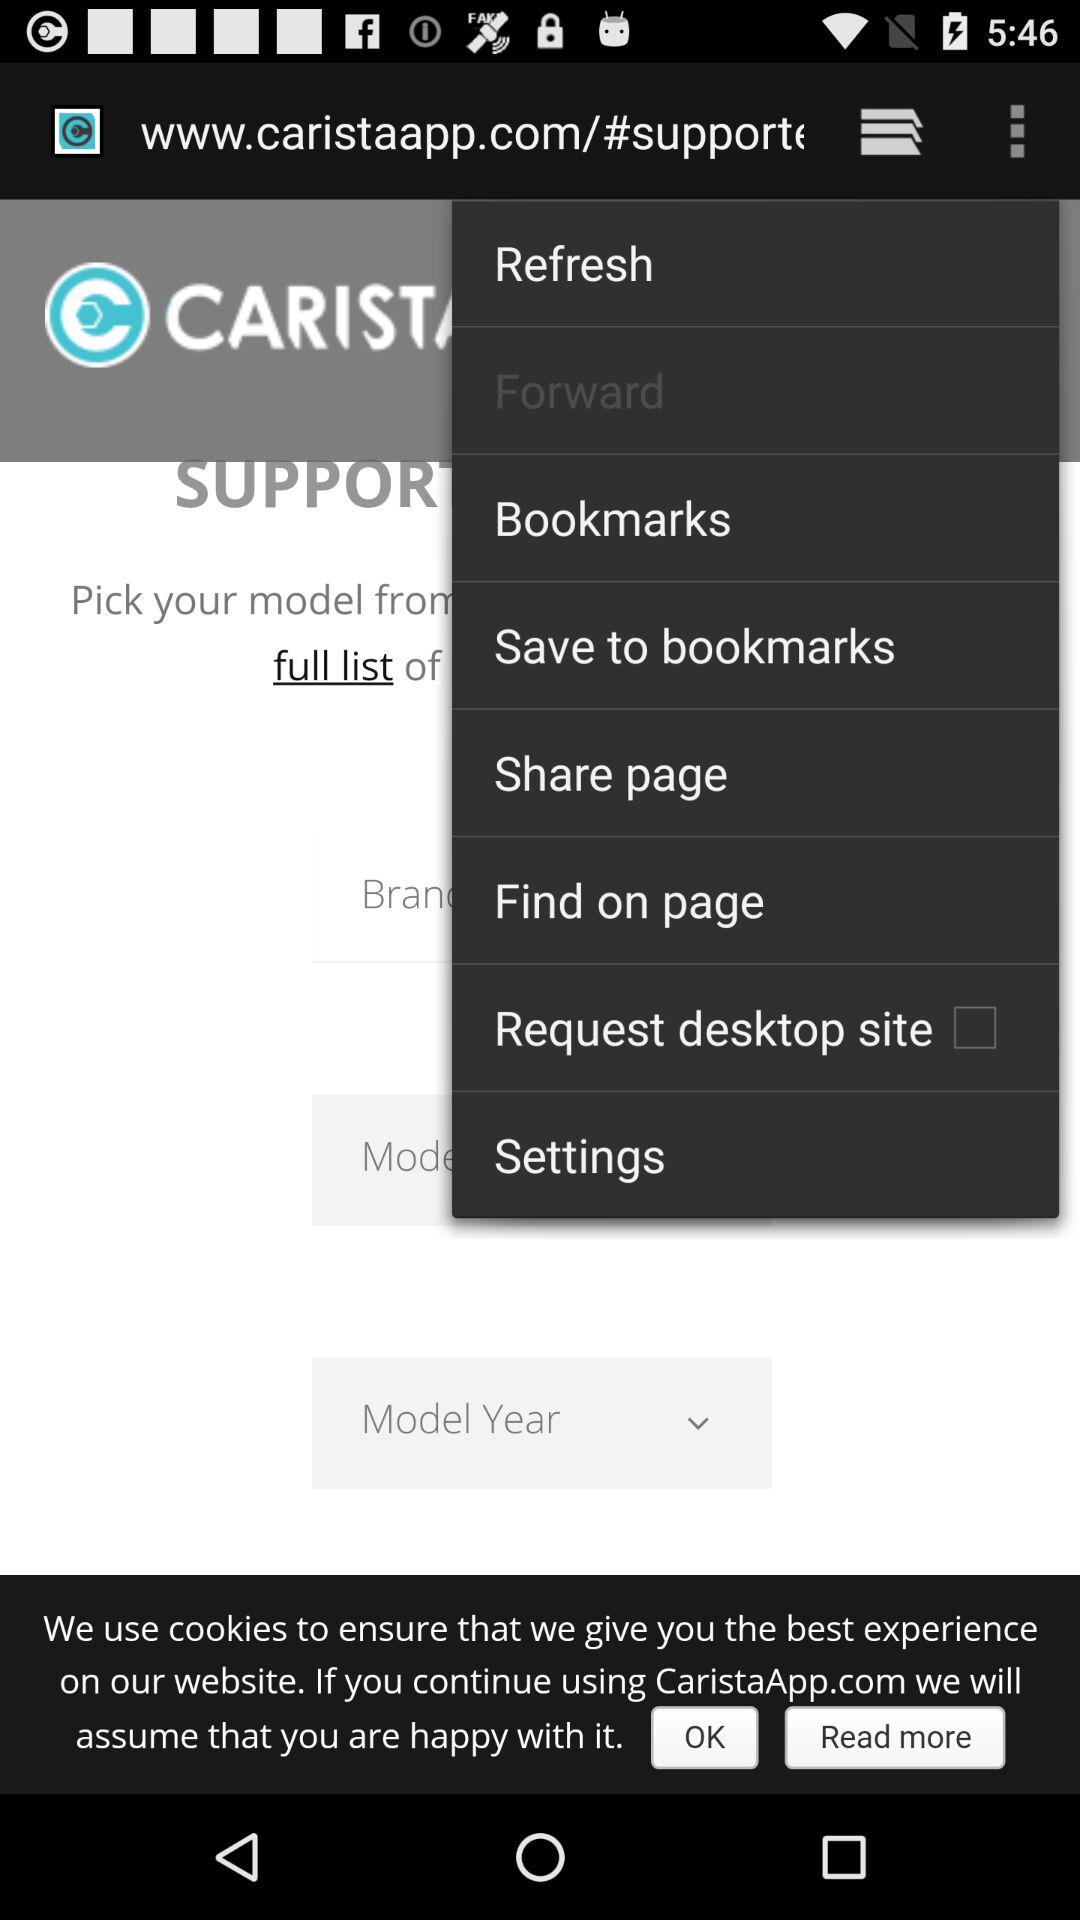 FAKE
5:46
www.caristaapp.com/#supporte
CARISTA
Refresh
Forward
Bookmarks
Save to bookmarks
Share page
Find on page
Request desktop site
Settings
SUPPORT
Pick your model from
full list of
Model Year
We use cookies to ensure that we give you the best experience
on our website. If you continue using CaristaApp.com we will
assume that you are happy with it. OK Read more